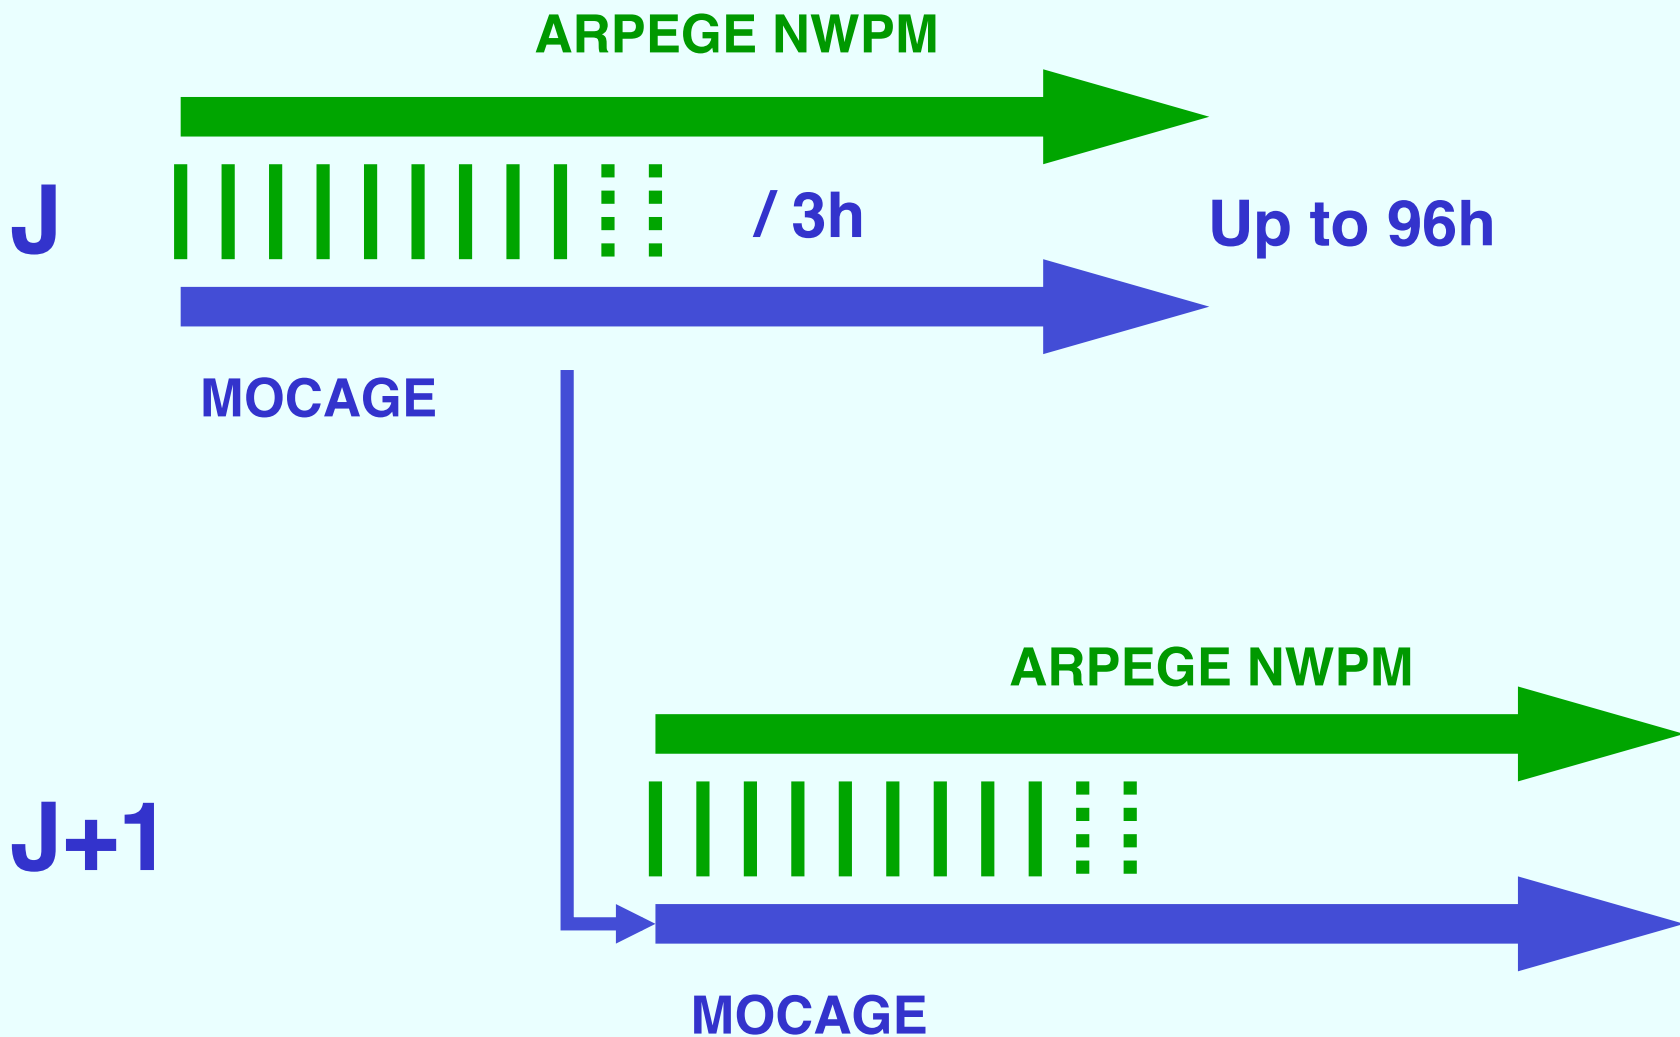 ARPEGE NWPM
J
/ 3h
Up to 96h
MOCAGE
ARPEGE NWPM
J+1
MOCAGE